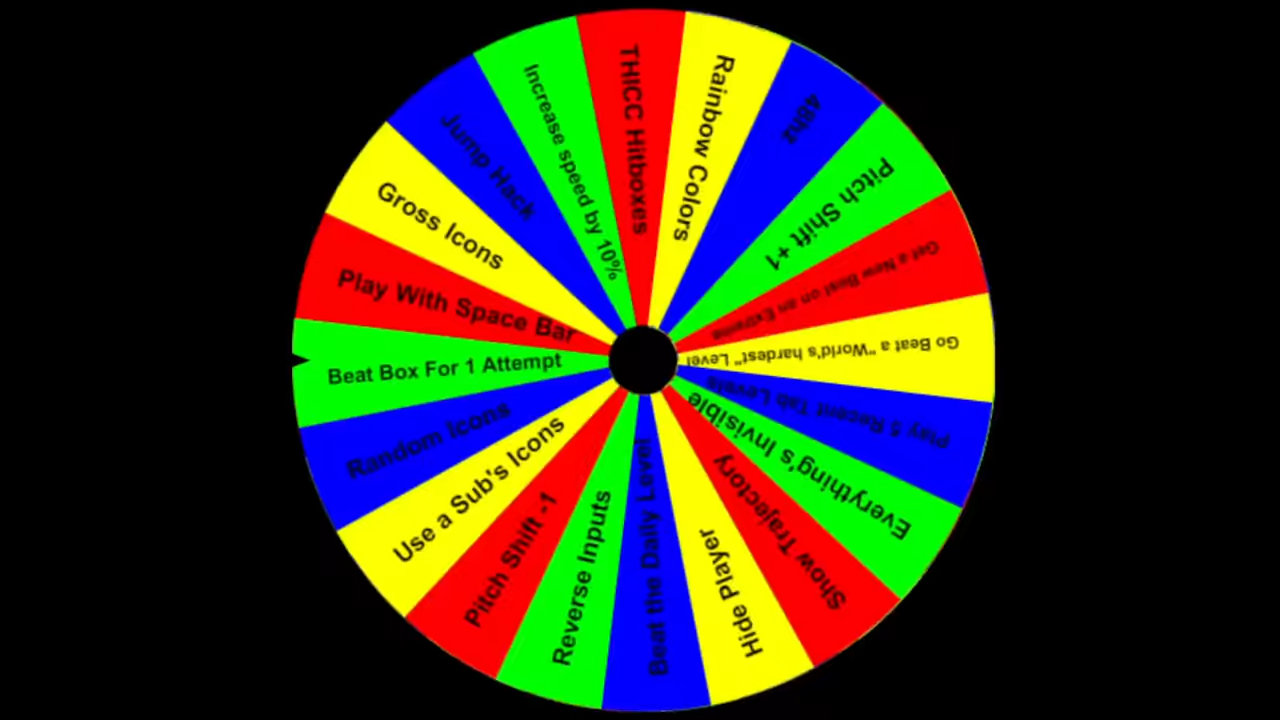 THICC Hitboxes
Rainbow Colors
48hz
Pitch Shift +1
Get a New Best on an Extreme
Go Beat a "World's hardest" Level
Play 5 Recent Tab Levels
Everything's Invisible
Show Trajectory
Hide Player
Beat the Daily Level
Reverse Inputs
Pitch Shift -1
Use a Sub's Icons
Random Icons
Beat Box For 1 Attempt
Play With Space Bar
Gross Icons
Jump Hack
Increase speed by 10%